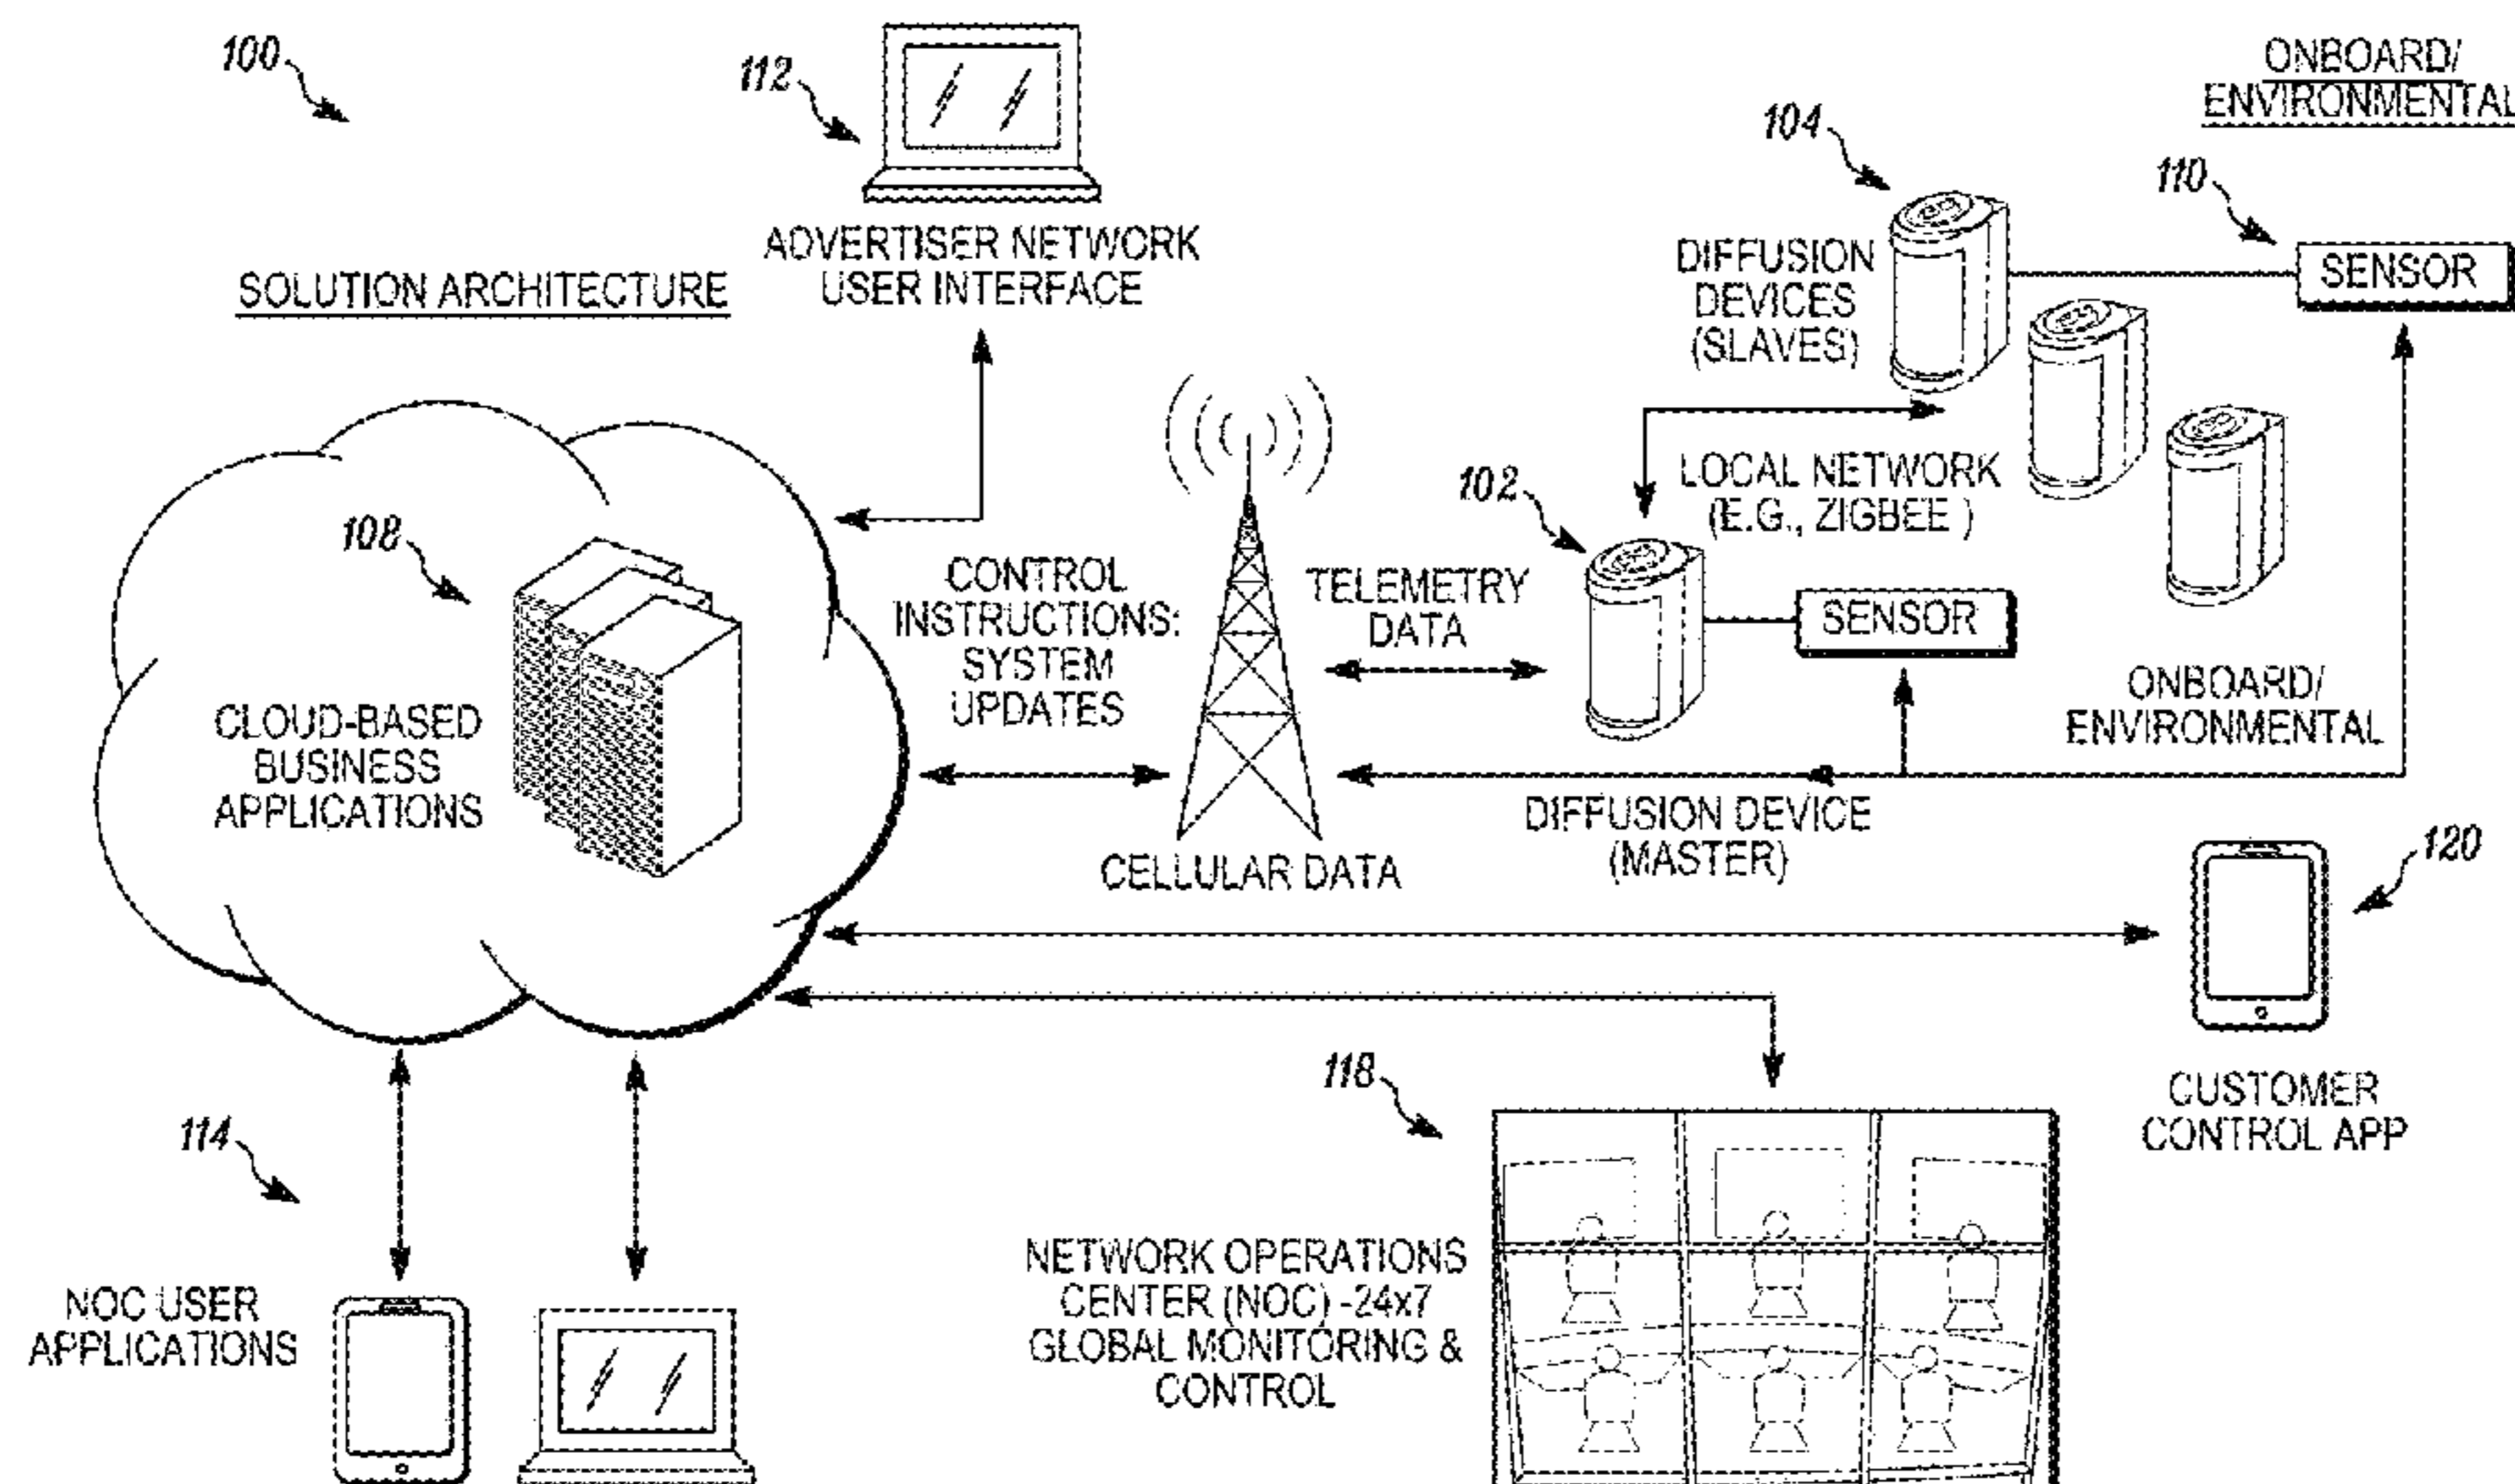 100
112
ADVERTISER NETWORK
USER INTERFACE
SOLUTION ARCHITECTURE
ONBOARD/
ENVIRONMENTAL
104
110
DIFFUSION
DEVICES
(SLAVES)
SENSOR
LOCAL NETWORK
(E.G., ZIGBEE )
102
108
CONTROL
INSTRUCTIONS:
SYSTEM
UPDATES
TELEMETRY
DATA
SENSOR
ONBOARD/
ENVIRONMENTAL
CLOUD-BASED
BUSINESS
APPLICATIONS
CELLULAR DATA
DIFFUSION DEVICE
(MASTER)
120
CUSTOMER
CONTROL APP
118
114
NOC USER
APPLICATIONS
NETWORK OPERATIONS
CENTER (NOC) -24x7
GLOBAL MONITORING &
CONTROL